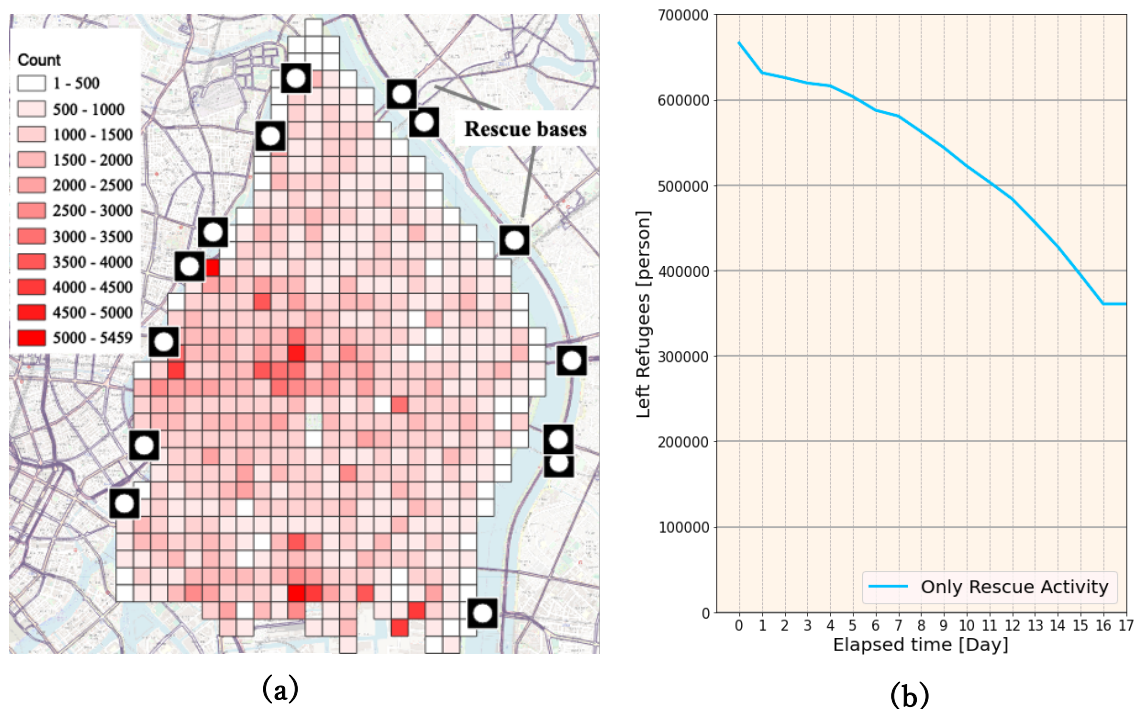 Count
1 - 500
500 - 1000
1000 - 1500
1500 - 2000
2000 - 2500
2500 - 3000
3000 - 3500
3500 - 4000
4000 - 4500
4500 - 5000
5000 - 5459
Rescue bases
(a)
700000
600000
500000
400000
300000
200000
100000
0
Left Refugees [person]
Only Rescue Activity
0 1 2 3 4 5 6 7 8 9 10 11 12 13 14 15 16 17
Elapsed time [Day]
(b)